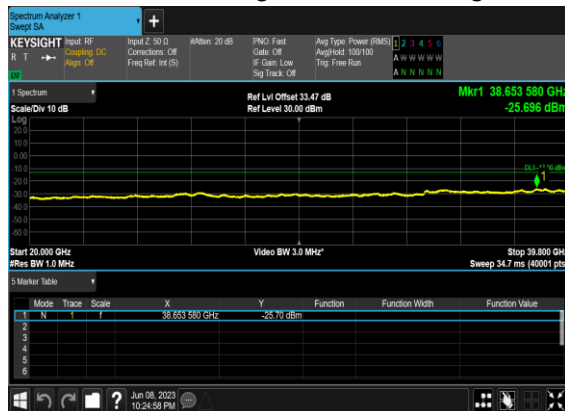 Spectrum Analyzer 1
Swept SA
+
KEYSIGHT Input: RF Input Z: 50 Ω #Atten: 20 dB PNO: Fast Avg Type: Power (RMS) 1 2 3 4 5 6
R T Coupling: DC Corrections: Off Gate: Off Avg|Hold: 100/100 A W W W W W
Align: Off Freq Ref: Int (S) IF Gain: Low Trig: Free Run
LW Sig Track: Off A N N N N N
1 Spectrum Ref Lvl Offset 33.47 dB Mkr1 38.653 580 GHz
Scale/Div 10 dB Ref Level 30.00 dBm -25.696 dBm
Log
20.0
10.0
0.00
-10.0
DL1 -13.00 dBm
1
-20.0
-30.0
-40.0
-50.0
-60.0
Start 20.000 GHz Video BW 3.0 MHz* Stop 39.800 GHz
#Res BW 1.0 MHz Sweep 34.7 ms (40001 pts
5 Marker Table
Mode Trace Scale X Y Function Function Width Function Value
1 N 1 f 38.653 580 GHz -25.70 dBm
2
3
4
5
6
? Jun 08, 2023
10:24:58 PM